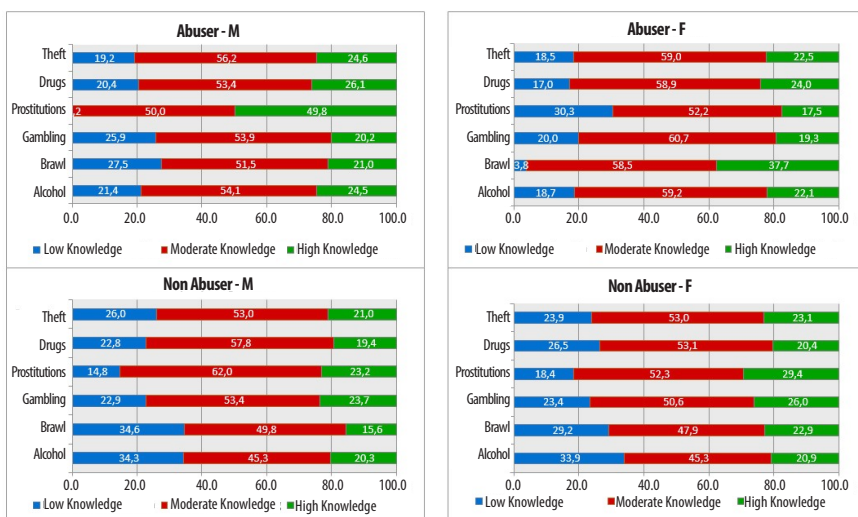 Abuser - M
Theft 19,2 56,2 24,6
Drugs 20,4 53,4 26,1
Prostitutions ,2 50,0 49,8
Gambling 25,9 53,9 20,2
Brawl 27,5 51,5 21,0
Alcohol 21,4 54,1 24,5
0.0 20.0 40.0 60.0 80.0 100.0
Low Knowledge Moderate Knowledge High Knowledge
Abuser - F
Theft 18,5 59,0 22,5
Drugs 17,0 58,9 24,0
Prostitutions 30,3 52,2 17,5
Gambling 20,0 60,7 19,3
Brawl 3,8 58,5 37,7
Alcohol 18,7 59,2 22,1
0.0 20.0 40.0 60.0 80.0 100.0
Low Knowledge Moderate Knowledge High Knowledge
Non Abuser - M
Theft 26,0 53,0 21,0
Drugs 22,8 57,8 19,4
Prostitutions 14,8 62,0 23,2
Gambling 22,9 53,4 23,7
Brawl 34,6 49,8 15,6
Alcohol 34,3 45,3 20,3
0.0 20.0 40.0 60.0 80.0 100.0
Low Knowledge Moderate Knowledge High Knowledge
Non Abuser - F
Theft 23,9 53,0 23,1
Drugs 26,5 53,1 20,4
Prostitutions 18,4 52,3 29,4
Gambling 23,4 50,6 26,0
Brawl 29,2 47,9 22,9
Alcohol 33,9 45,3 20,9
0.0 20.0 40.0 60.0 80.0 100.0
Low Knowledge Moderate Knowledge High Knowledge